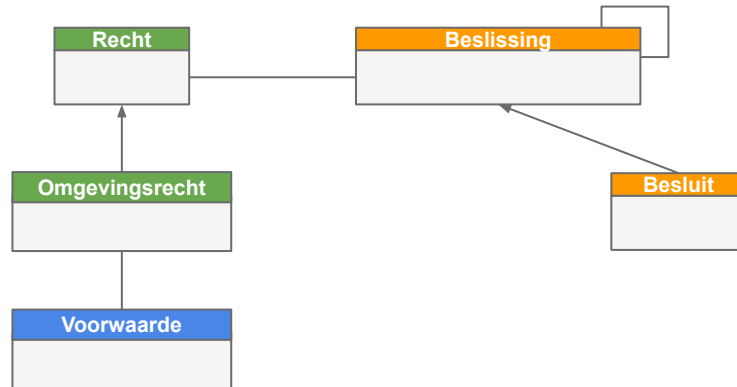 Recht
Beslissing
Omgevingsrecht
Besluit
Voorwaarde